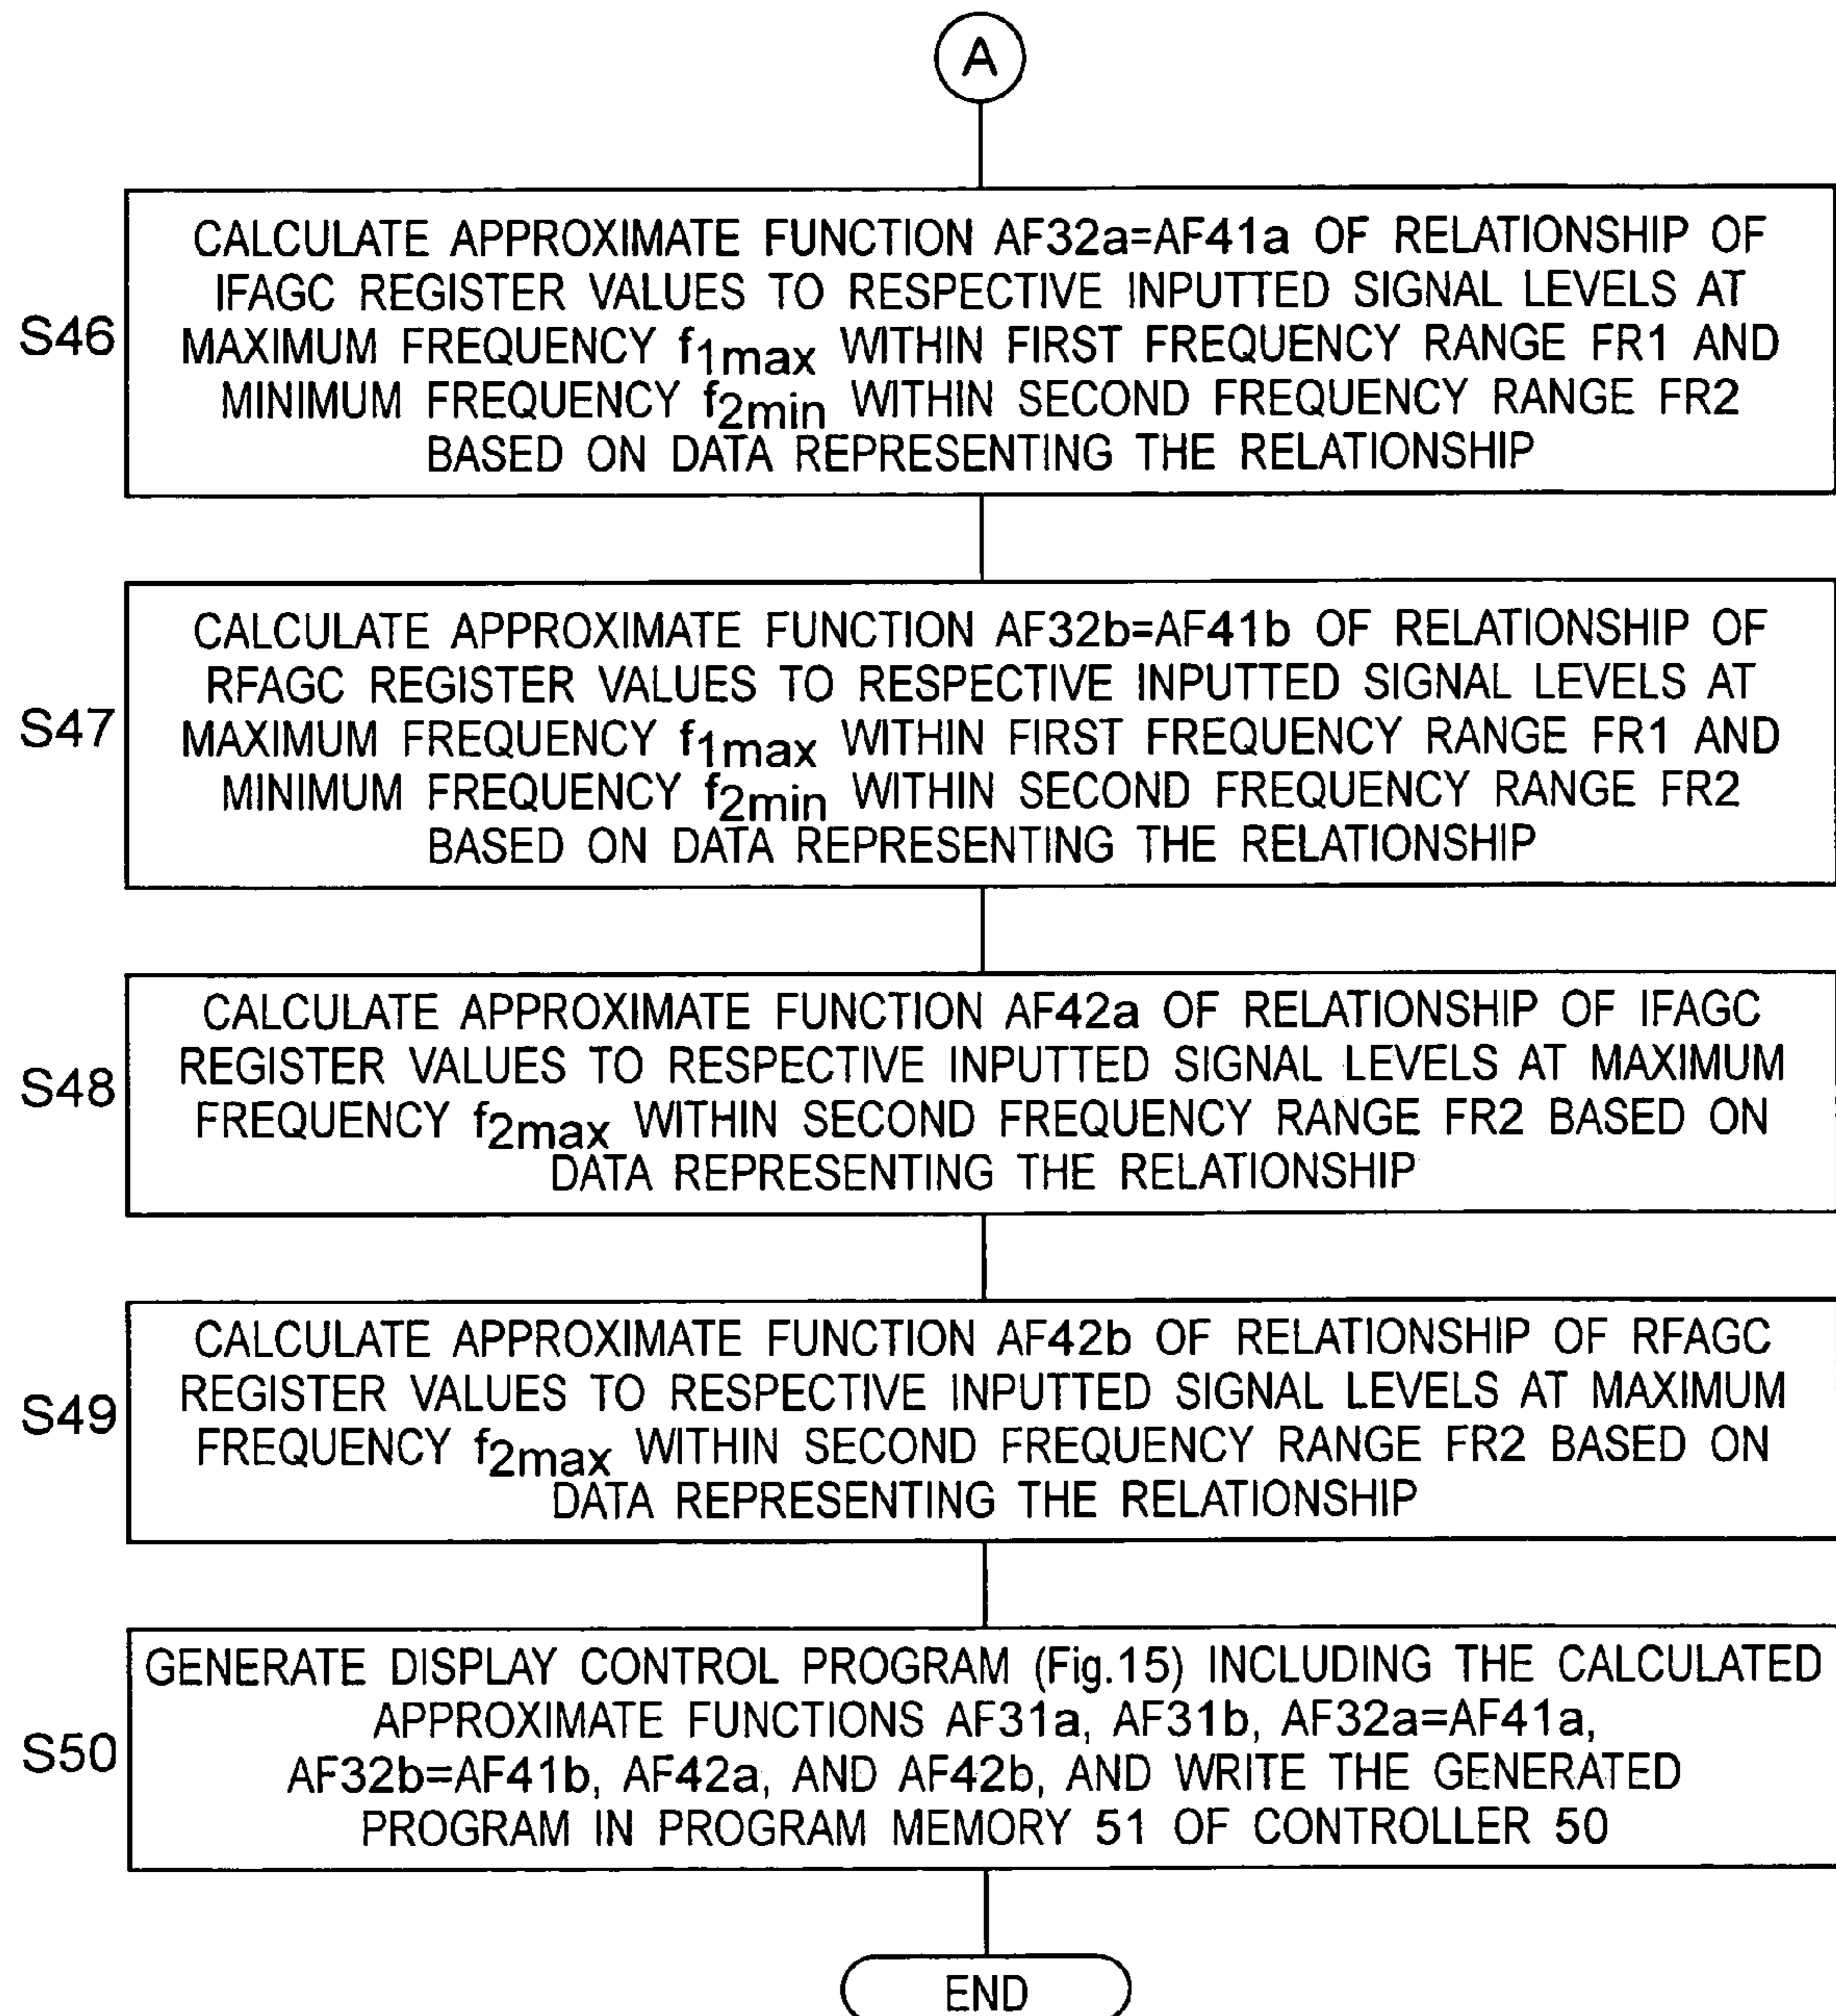 A
S46
CALCULATE APPROXIMATE FUNCTION AF32a=AF41a OF RELATIONSHIP OF
IFAGC REGISTER VALUES TO RESPECTIVE INPUTTED SIGNAL LEVELS AT
MAXIMUM FREQUENCY f1max WITHIN FIRST FREQUENCY RANGE FR1 AND
MINIMUM FREQUENCY f2min WITHIN SECOND FREQUENCY RANGE FR2
BASED ON DATA REPRESENTING THE RELATIONSHIP
S47
CALCULATE APPROXIMATE FUNCTION AF32b=AF41b OF RELATIONSHIP OF
RFAGC REGISTER VALUES TO RESPECTIVE INPUTTED SIGNAL LEVELS AT
MAXIMUM FREQUENCY f1max WITHIN FIRST FREQUENCY RANGE FR1 AND
MINIMUM FREQUENCY f2min WITHIN SECOND FREQUENCY RANGE FR2
BASED ON DATA REPRESENTING THE RELATIONSHIP
S48
CALCULATE APPROXIMATE FUNCTION AF42a OF RELATIONSHIP OF IFAGC
REGISTER VALUES TO RESPECTIVE INPUTTED SIGNAL LEVELS AT MAXIMUM
FREQUENCY f2max WITHIN SECOND FREQUENCY RANGE FR2 BASED ON
DATA REPRESENTING THE RELATIONSHIP
S49
CALCULATE APPROXIMATE FUNCTION AF42b OF RELATIONSHIP OF RFAGC
REGISTER VALUES TO RESPECTIVE INPUTTED SIGNAL LEVELS AT MAXIMUM
FREQUENCY f2max WITHIN SECOND FREQUENCY RANGE FR2 BASED ON
DATA REPRESENTING THE RELATIONSHIP
S50
GENERATE DISPLAY CONTROL PROGRAM (Fig.15) INCLUDING THE CALCULATED
APPROXIMATE FUNCTIONS AF31a, AF31b, AF32a=AF41a,
AF32b=AF41b, AF42a, AND AF42b, AND WRITE THE GENERATED
PROGRAM IN PROGRAM MEMORY 51 OF CONTROLLER 50
END